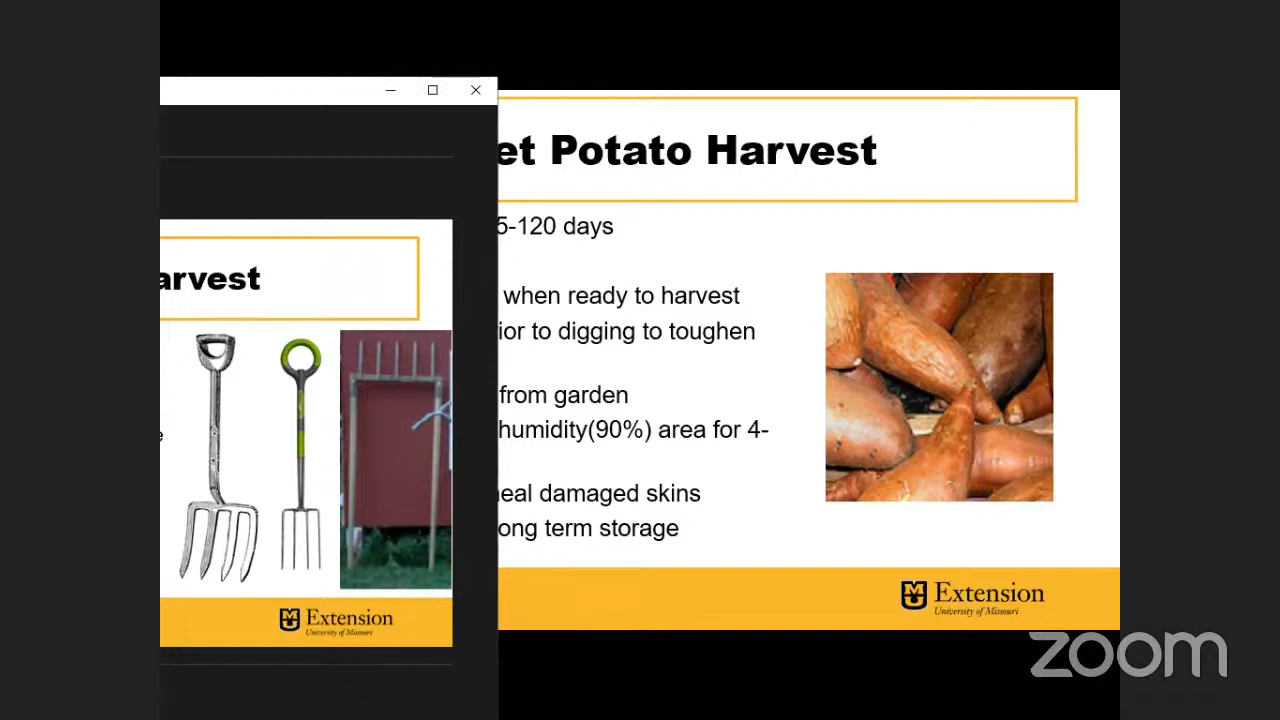 et Potato Harvest
5-120 days
when ready to harvest
ior to digging to toughen
from garden
humidity(90%) area for 4-
heal damaged skins
ong term storage
Extension
University of Missouri
arvest
e
Extension
University of Missouri
zoom